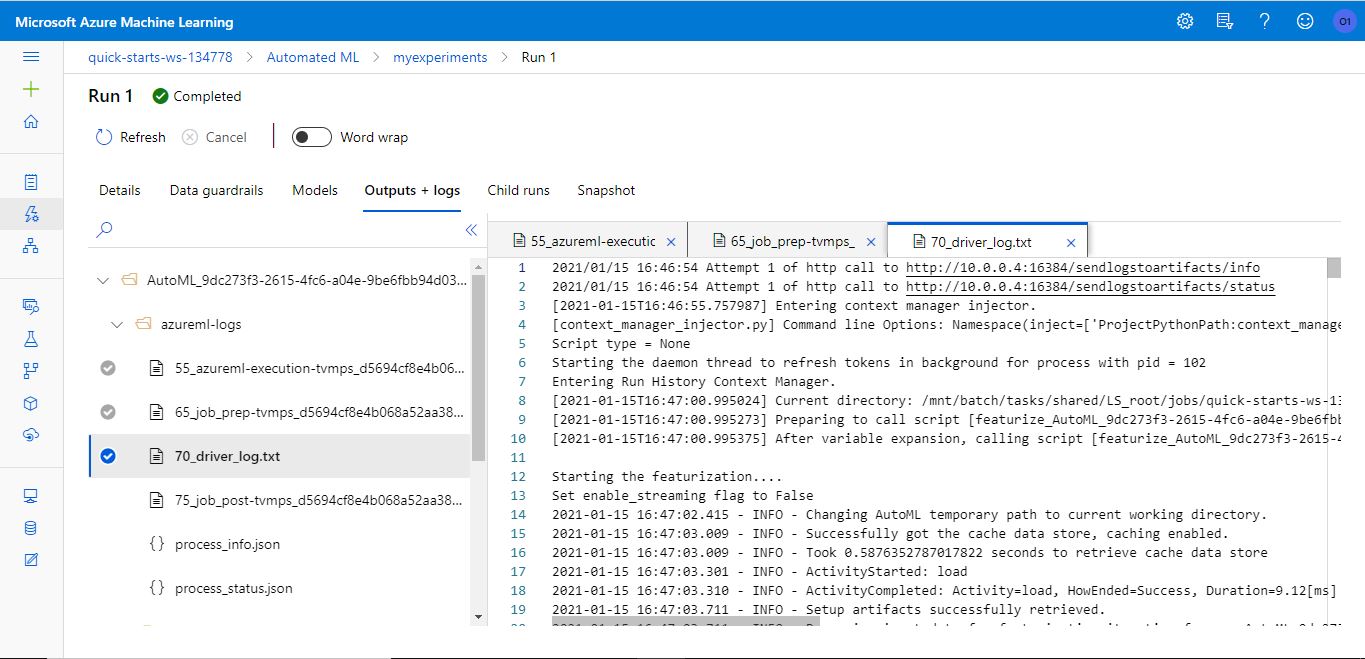 Microsoft Azure Machine Learning
O1
quick-starts-ws-134778 > Automated ML > myexperiments > Run 1
Run 1 Completed
Refresh Cancel Word wrap
Details Data guardrails Models Outputs + logs Child runs Snapshot
AutoML_9dc273f3-2615-4fc6-a04e-9be6fbb94d03...
azureml-logs
55_azureml-execution-tvmps_d5694cf8e4b06...
65_job_prep-tvmps_d5694cf8e4b068a52aa38...
70_driver_log.txt
75_job_post-tvmps_d5694cf8e4b068a52aa38...
{} process_info.json
{} process_status.json
55_azureml-executic × 65_job_prep-tvmps_ × 70_driver_log.txt ×
1 2021/01/15 16:46:54 Attempt 1 of http call to http://10.0.0.4:16384/sendlogstoartifacts/info
2 2021/01/15 16:46:54 Attempt 1 of http call to http://10.0.0.4:16384/sendlogstoartifacts/status
3 [2021-01-15T16:46:55.757987] Entering context manager injector.
4 [context_manager_injector.py] Command line Options: Namespace(inject=['ProjectPythonPath:context_manage
5 Script type = None
6 Starting the daemon thread to refresh tokens in background for process with pid = 102
7 Entering Run History Context Manager.
8 [2021-01-15T16:47:00.995024] Current directory: /mnt/batch/tasks/shared/LS_root/jobs/quick-starts-ws-13
9 [2021-01-15T16:47:00.995273] Preparing to call script [featurize_AutoML_9dc273f3-2615-4fc6-a04e-9be6fbb
10 [2021-01-15T16:47:00.995375] After variable expansion, calling script [featurize_AutoML_9dc273f3-2615-4
11
12 Starting the featurization....
13 Set enable_streaming flag to False
14 2021-01-15 16:47:02.415 - INFO - Changing AutoML temporary path to current working directory.
15 2021-01-15 16:47:03.009 - INFO - Successfully got the cache data store, caching enabled.
16 2021-01-15 16:47:03.009 - INFO - Took 0.5876352787017822 seconds to retrieve cache data store
17 2021-01-15 16:47:03.301 - INFO - ActivityStarted: load
18 2021-01-15 16:47:03.310 - INFO - ActivityCompleted: Activity=load, HowEnded=Success, Duration=9.12[ms]
19 2021-01-15 16:47:03.711 - INFO - Setup artifacts successfully retrieved.